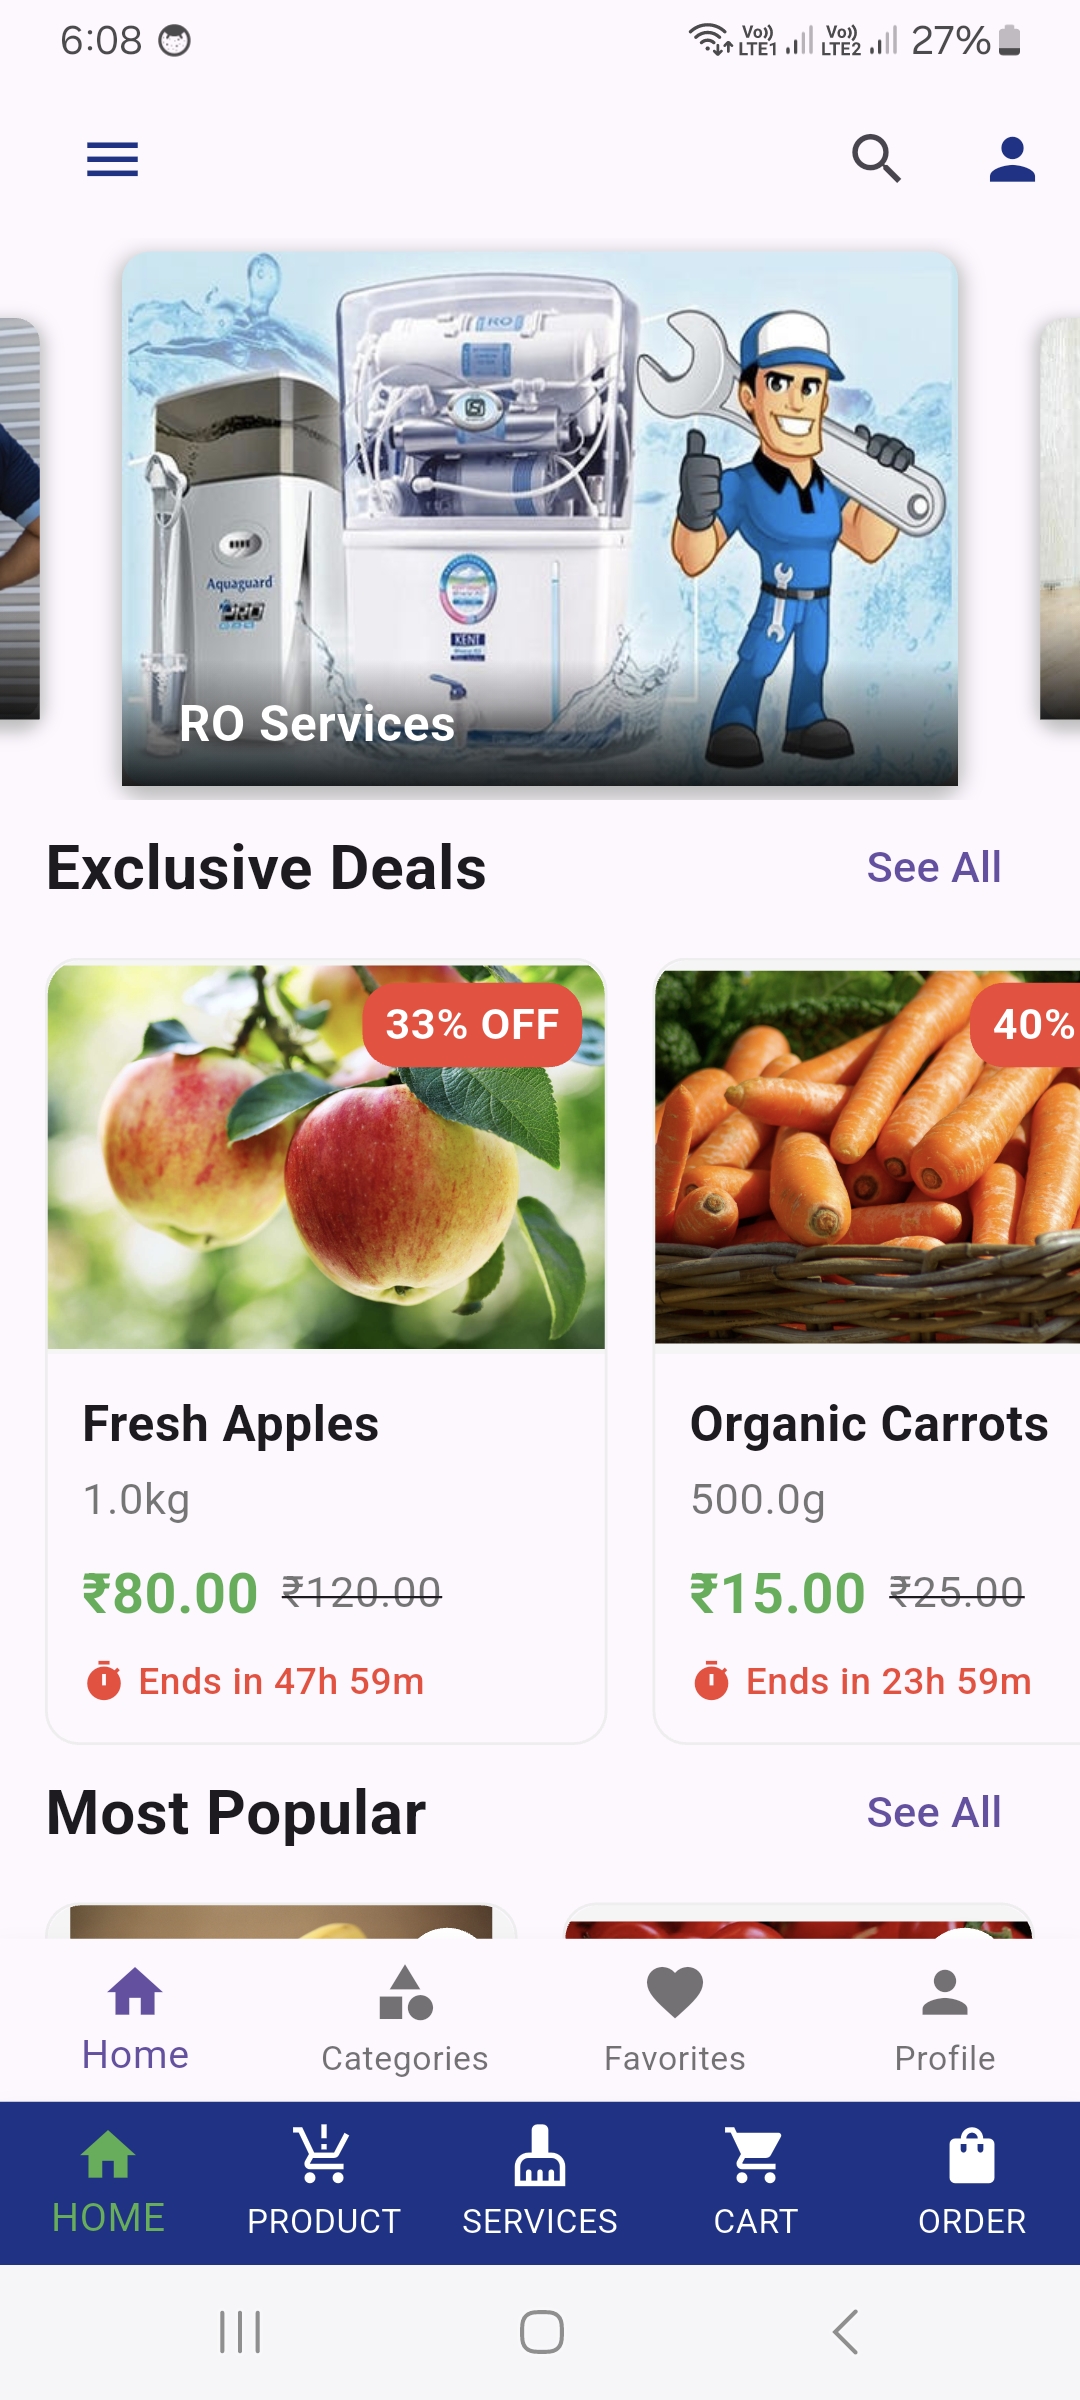 6:08
Vo)) LTE1 Vo)) LTE2 27%
RO
Aquaguard
PRO
KENT
RO Services
Exclusive Deals See All
33% OFF 40%
Fresh Apples Organic Carrots
1.0kg 500.0g
₹80.00 ₹120.00 ₹15.00 ₹25.00
Ends in 47h 59m Ends in 23h 59m
Most Popular See All
Home Categories Favorites Profile
HOME PRODUCT SERVICES CART ORDER